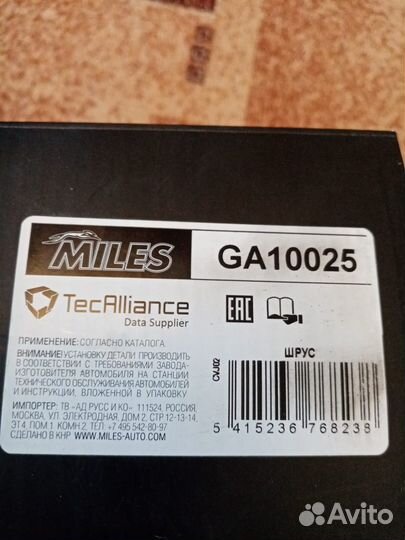 MILES
GA10025
TecAlliance
Data Supplier
EAC
ПРИМЕНЕНИЕ: СОГЛАСНО КАТАЛОГА.
ВНИМАНИЕ! УСТАНОВКУ ДЕТАЛИ ПРОИЗВОДИТЬ
В СООТВЕТСТВИИ С ТРЕБОВАНИЯМИ ЗАВОДА-
ИЗГОТОВИТЕЛЯ АВТОМОБИЛЯ НА СТАНЦИИ
ТЕХНИЧЕСКОГО ОБСЛУЖИВАНИЯ АВТОМОБИЛЕЙ
И ИНСТРУКЦИИ, ВЛОЖЕННОЙ В УПАКОВКУ
ИМПОРТЕР: ТВ «АД РУСС И КО» 111524, РОССИЯ,
МОСКВА, УЛ. ЭЛЕКТРОДНАЯ, ДОМ 2, СТР. 12-13-14,
ЭТ.4, ПОМ 1 КОМН.2, ТЕЛ. +7 495 542-80-97
СДЕЛАНО В КНР WWW.MILES-AUTO.COM
CVJ02
ШРУС
5 415236 768238
Avito